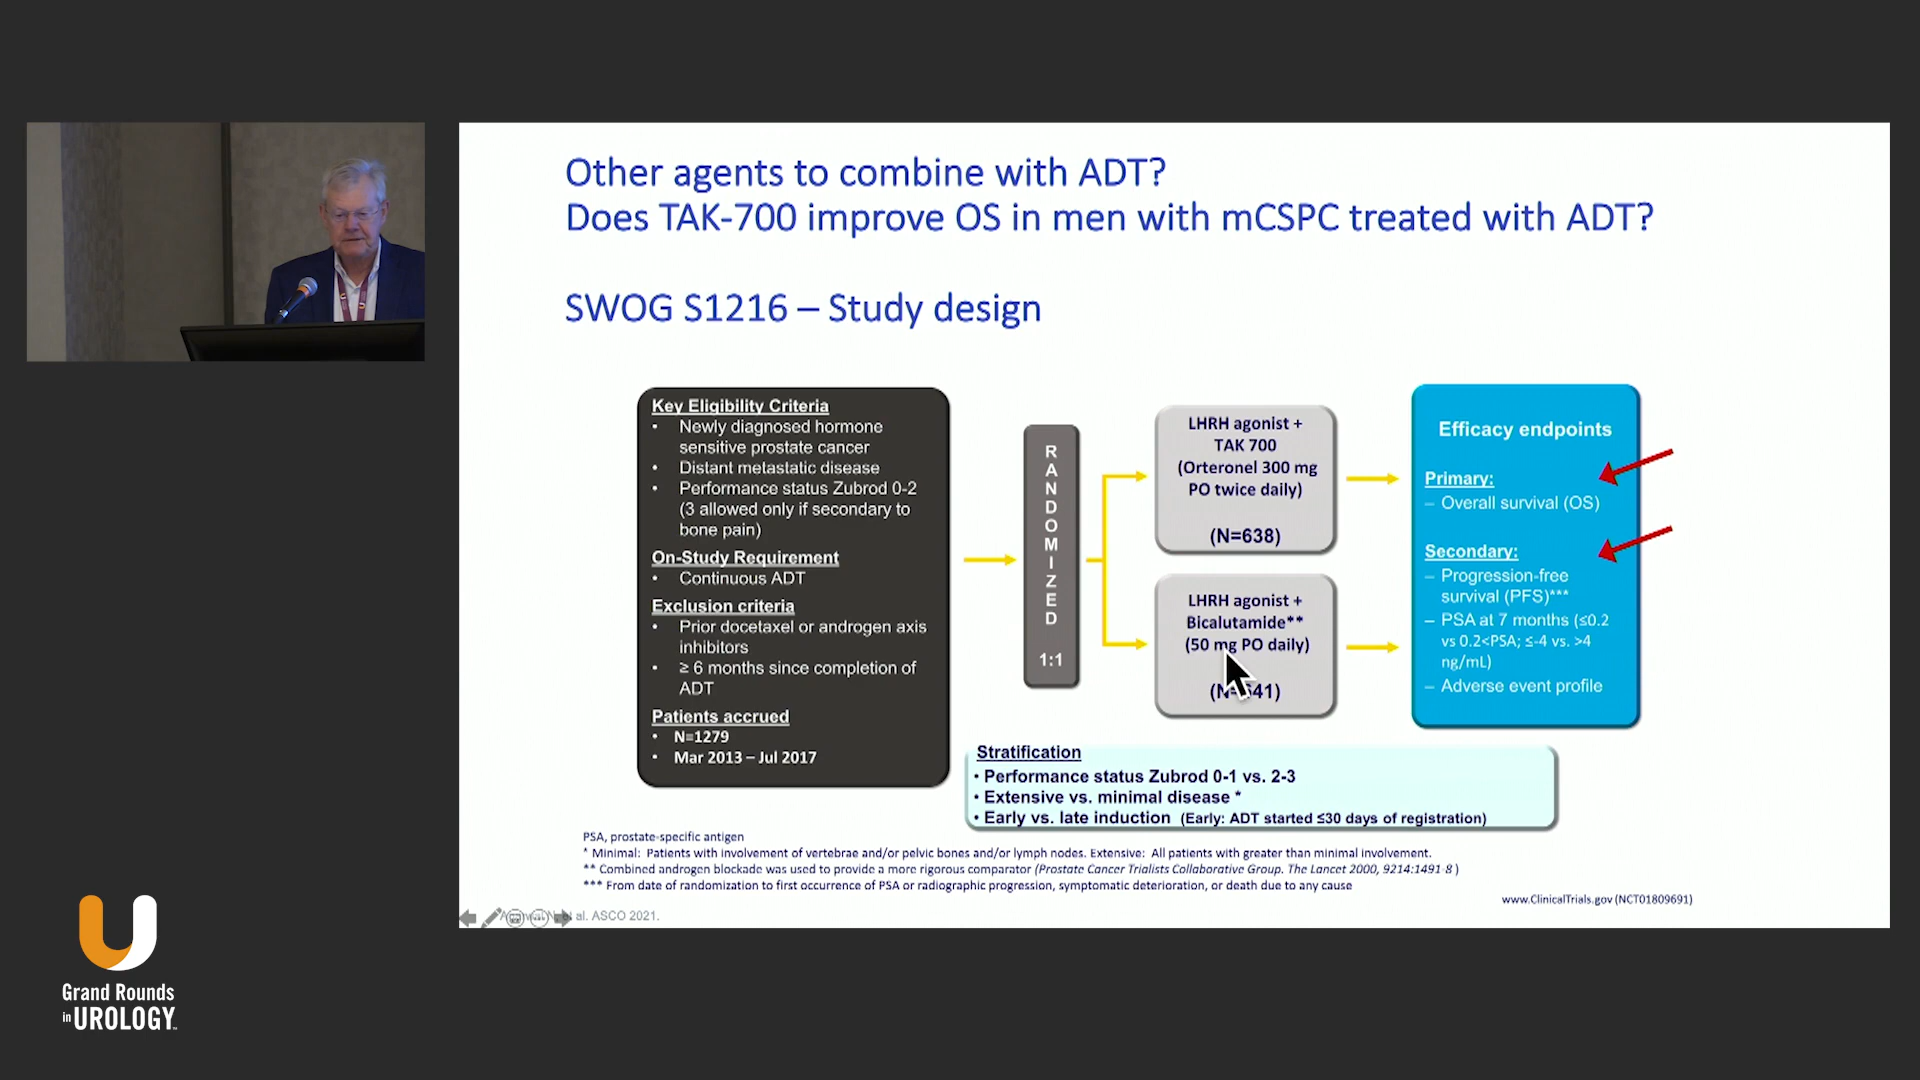 Other agents to combine with ADT?
Does TAK-700 improve OS in men with mCSPC treated with ADT?
SWOG S1216 – Study design
Key Eligibility Criteria
• Newly diagnosed hormone
sensitive prostate cancer
• Distant metastatic disease
• Performance status Zubrod 0-2
(3 allowed only if secondary to
bone pain)
On-Study Requirement
• Continuous ADT
Exclusion criteria
• Prior docetaxel or androgen axis
inhibitors
• ≥ 6 months since completion of
ADT
Patients accrued
• N=1279
• Mar 2013 – Jul 2017
RANDOMIZED
1:1
LHRH agonist +
TAK 700
(Orteronel 300 mg
PO twice daily)
(N=638)
LHRH agonist +
Bicalutamide**
(50 mg PO daily)
(N=641)
Efficacy endpoints
Primary:
– Overall survival (OS)
Secondary:
– Progression-free
survival (PFS)***
– PSA at 7 months (≤0.2
vs 0.2<PSA; ≤-4 vs. >4
ng/mL)
– Adverse event profile
Stratification
• Performance status Zubrod 0-1 vs. 2-3
• Extensive vs. minimal disease *
• Early vs. late induction (Early: ADT started ≤30 days of registration)
PSA, prostate-specific antigen
* Minimal: Patients with involvement of vertebrae and/or pelvic bones and/or lymph nodes. Extensive: All patients with greater than minimal involvement.
** Combined androgen blockade was used to provide a more rigorous comparator (Prostate Cancer Trialists Collaborative Group. The Lancet 2000, 9214:1491-8 )
*** From date of randomization to first occurrence of PSA or radiographic progression, symptomatic deterioration, or death due to any cause
www.ClinicalTrials.gov (NCT01809691)
al. ASCO 2021.
Grand Rounds
in UROLOGY™